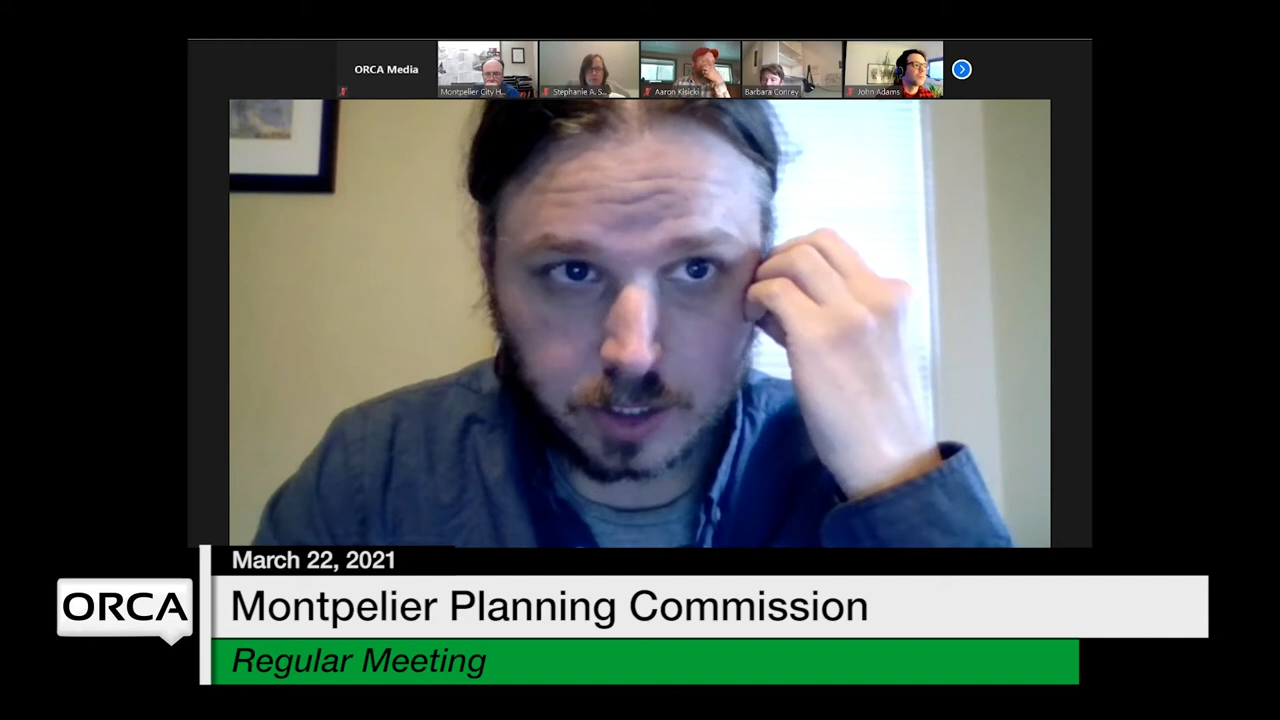 ORCA Media
Montpelier City H...
Stephanie A. S...
Aaron Kisicki
Barbara Conrey
John Adams
March 22, 2021
ORCA
Montpelier Planning Commission
Regular Meeting